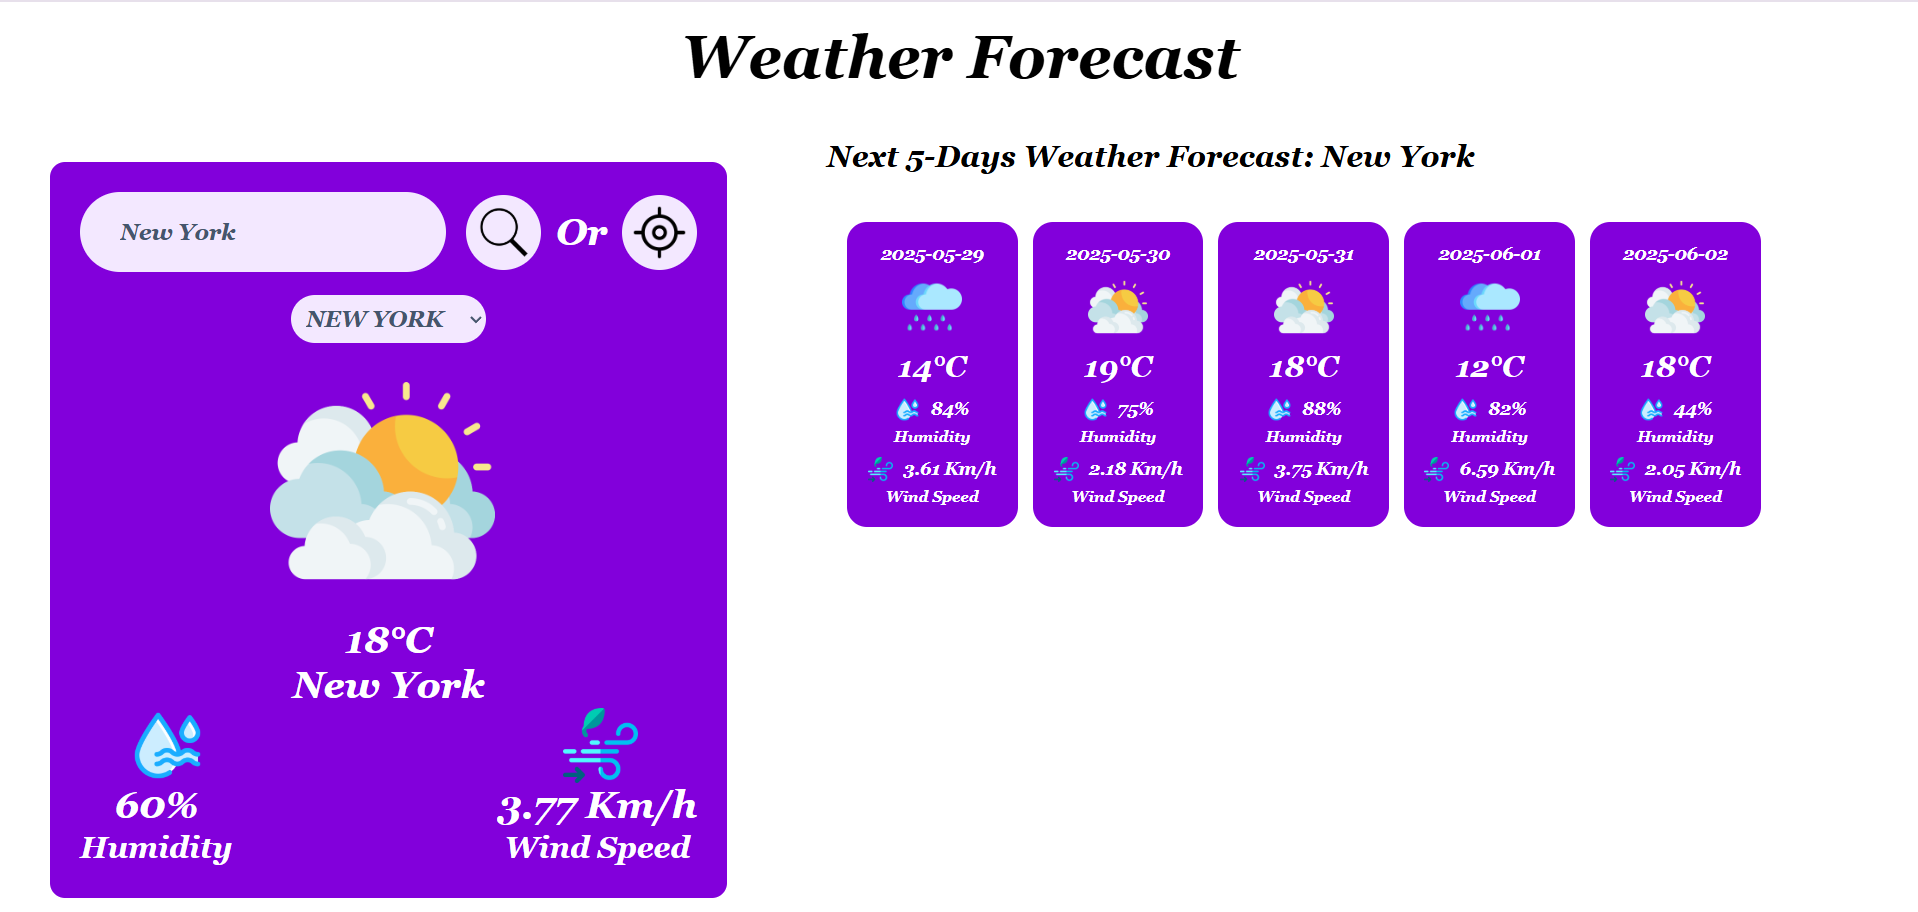 Weather Forecast
New York
Or
NEW YORK
18°C
New York
60%
Humidity
3.77 Km/h
Wind Speed
Next 5-Days Weather Forecast: New York
2025-05-29
14°C
84%
Humidity
3.61 Km/h
Wind Speed
2025-05-30
19°C
75%
Humidity
2.18 Km/h
Wind Speed
2025-05-31
18°C
88%
Humidity
3.75 Km/h
Wind Speed
2025-06-01
12°C
82%
Humidity
6.59 Km/h
Wind Speed
2025-06-02
18°C
44%
Humidity
2.05 Km/h
Wind Speed